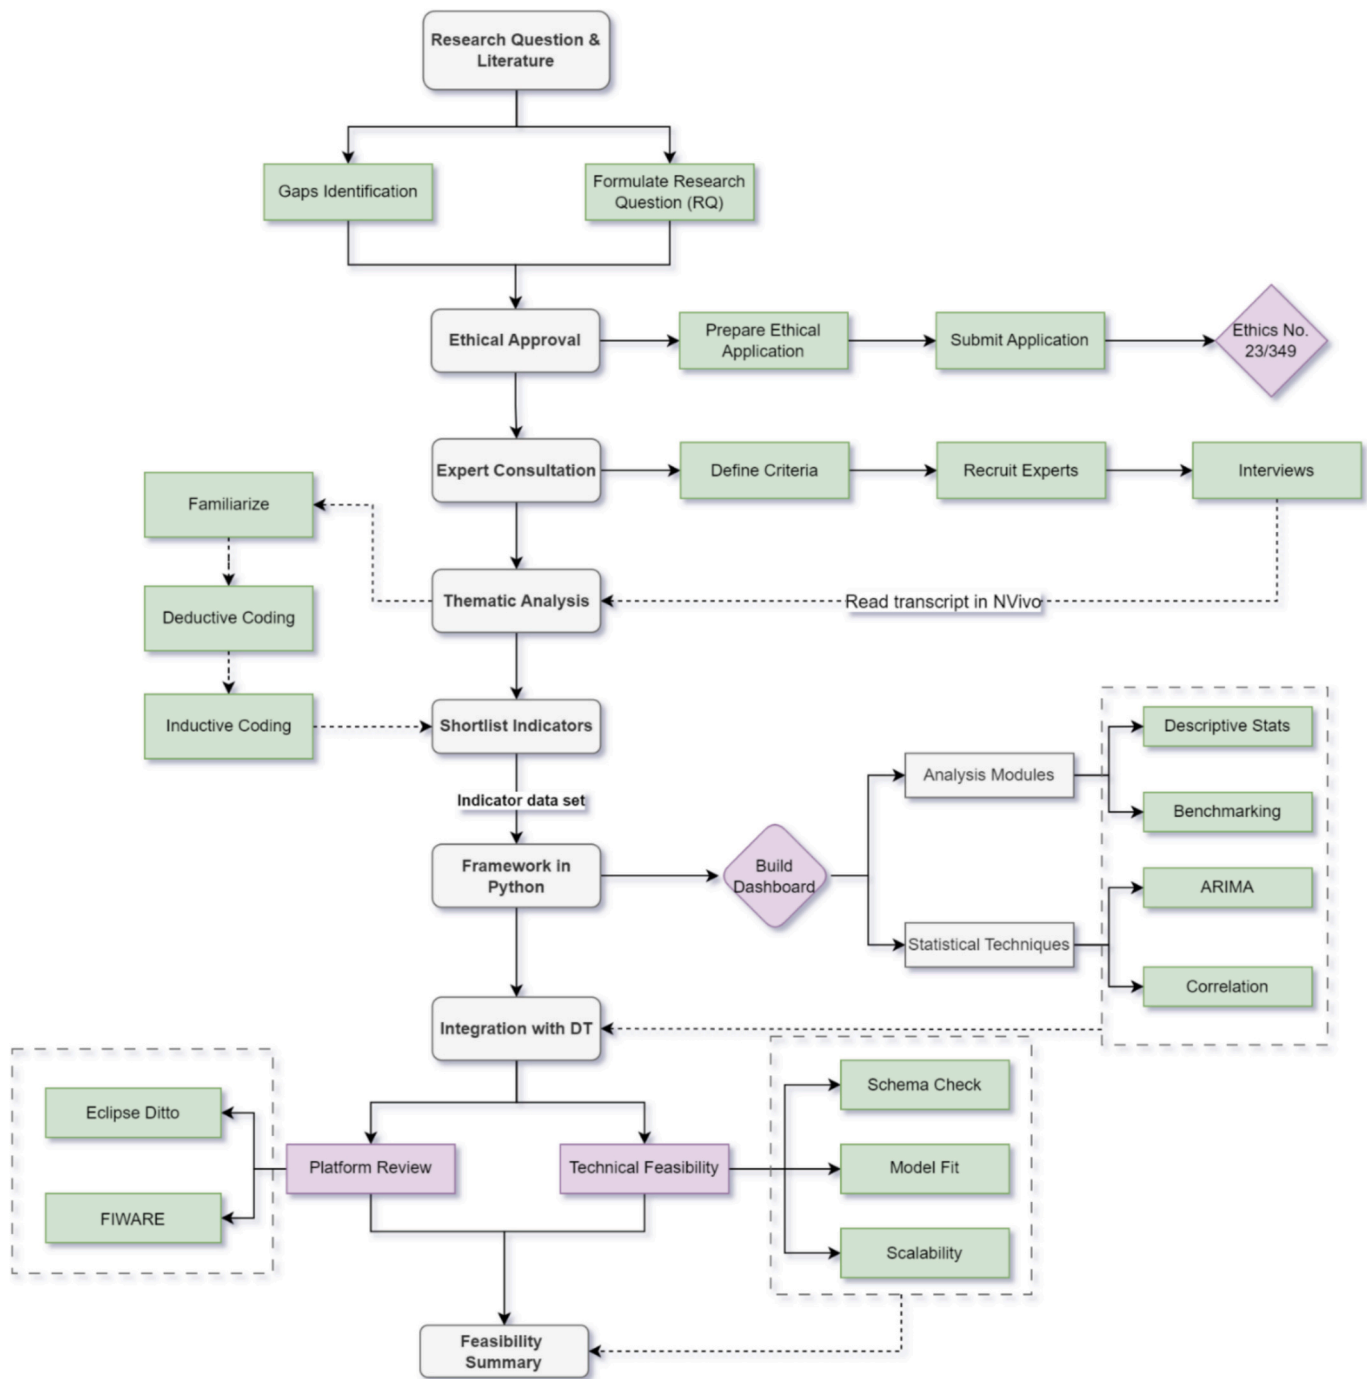 Research Question &
Literature
Gaps Identification
Formulate Research
Question (RQ)
Ethical Approval
Prepare Ethical
Application
Submit Application
Ethics No.
23/349
Expert Consultation
Define Criteria
Recruit Experts
Interviews
Familiarize
Deductive Coding
Inductive Coding
Thematic Analysis
Read transcript in NVivo
Shortlist Indicators
Indicator data set
Framework in
Python
Build
Dashboard
Analysis Modules
Statistical Techniques
Descriptive Stats
Benchmarking
ARIMA
Correlation
Integration with DT
Eclipse Ditto
FIWARE
Platform Review
Technical Feasibility
Schema Check
Model Fit
Scalability
Feasibility
Summary